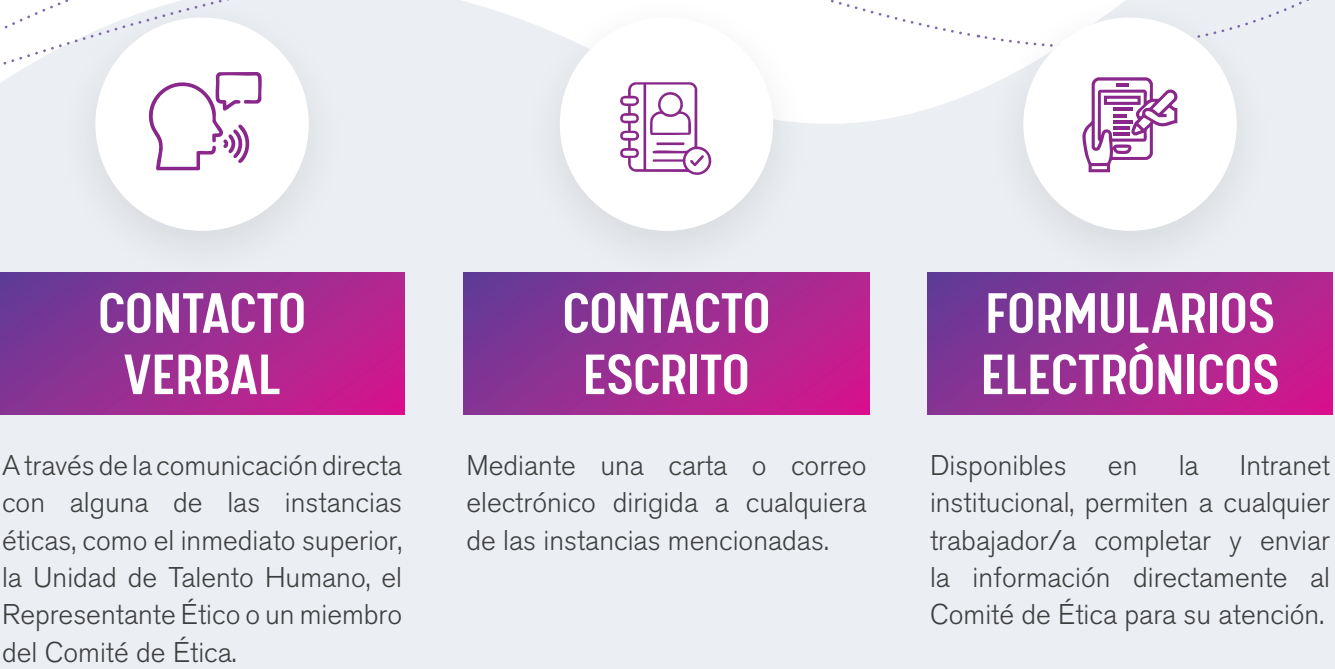 CONTACTO
VERBAL
A través de la comunicación directa
con alguna de las instancias
éticas, como el inmediato superior,
la Unidad de Talento Humano, el
Representante Ético o un miembro
del Comité de Ética.
CONTACTO
ESCRITO
Mediante una carta o correo
electrónico dirigida a cualquiera
de las instancias mencionadas.
FORMULARIOS
ELECTRÓNICOS
Disponibles en la Intranet
institucional, permiten a cualquier
trabajador/a completar y enviar
la información directamente al
Comité de Ética para su atención.